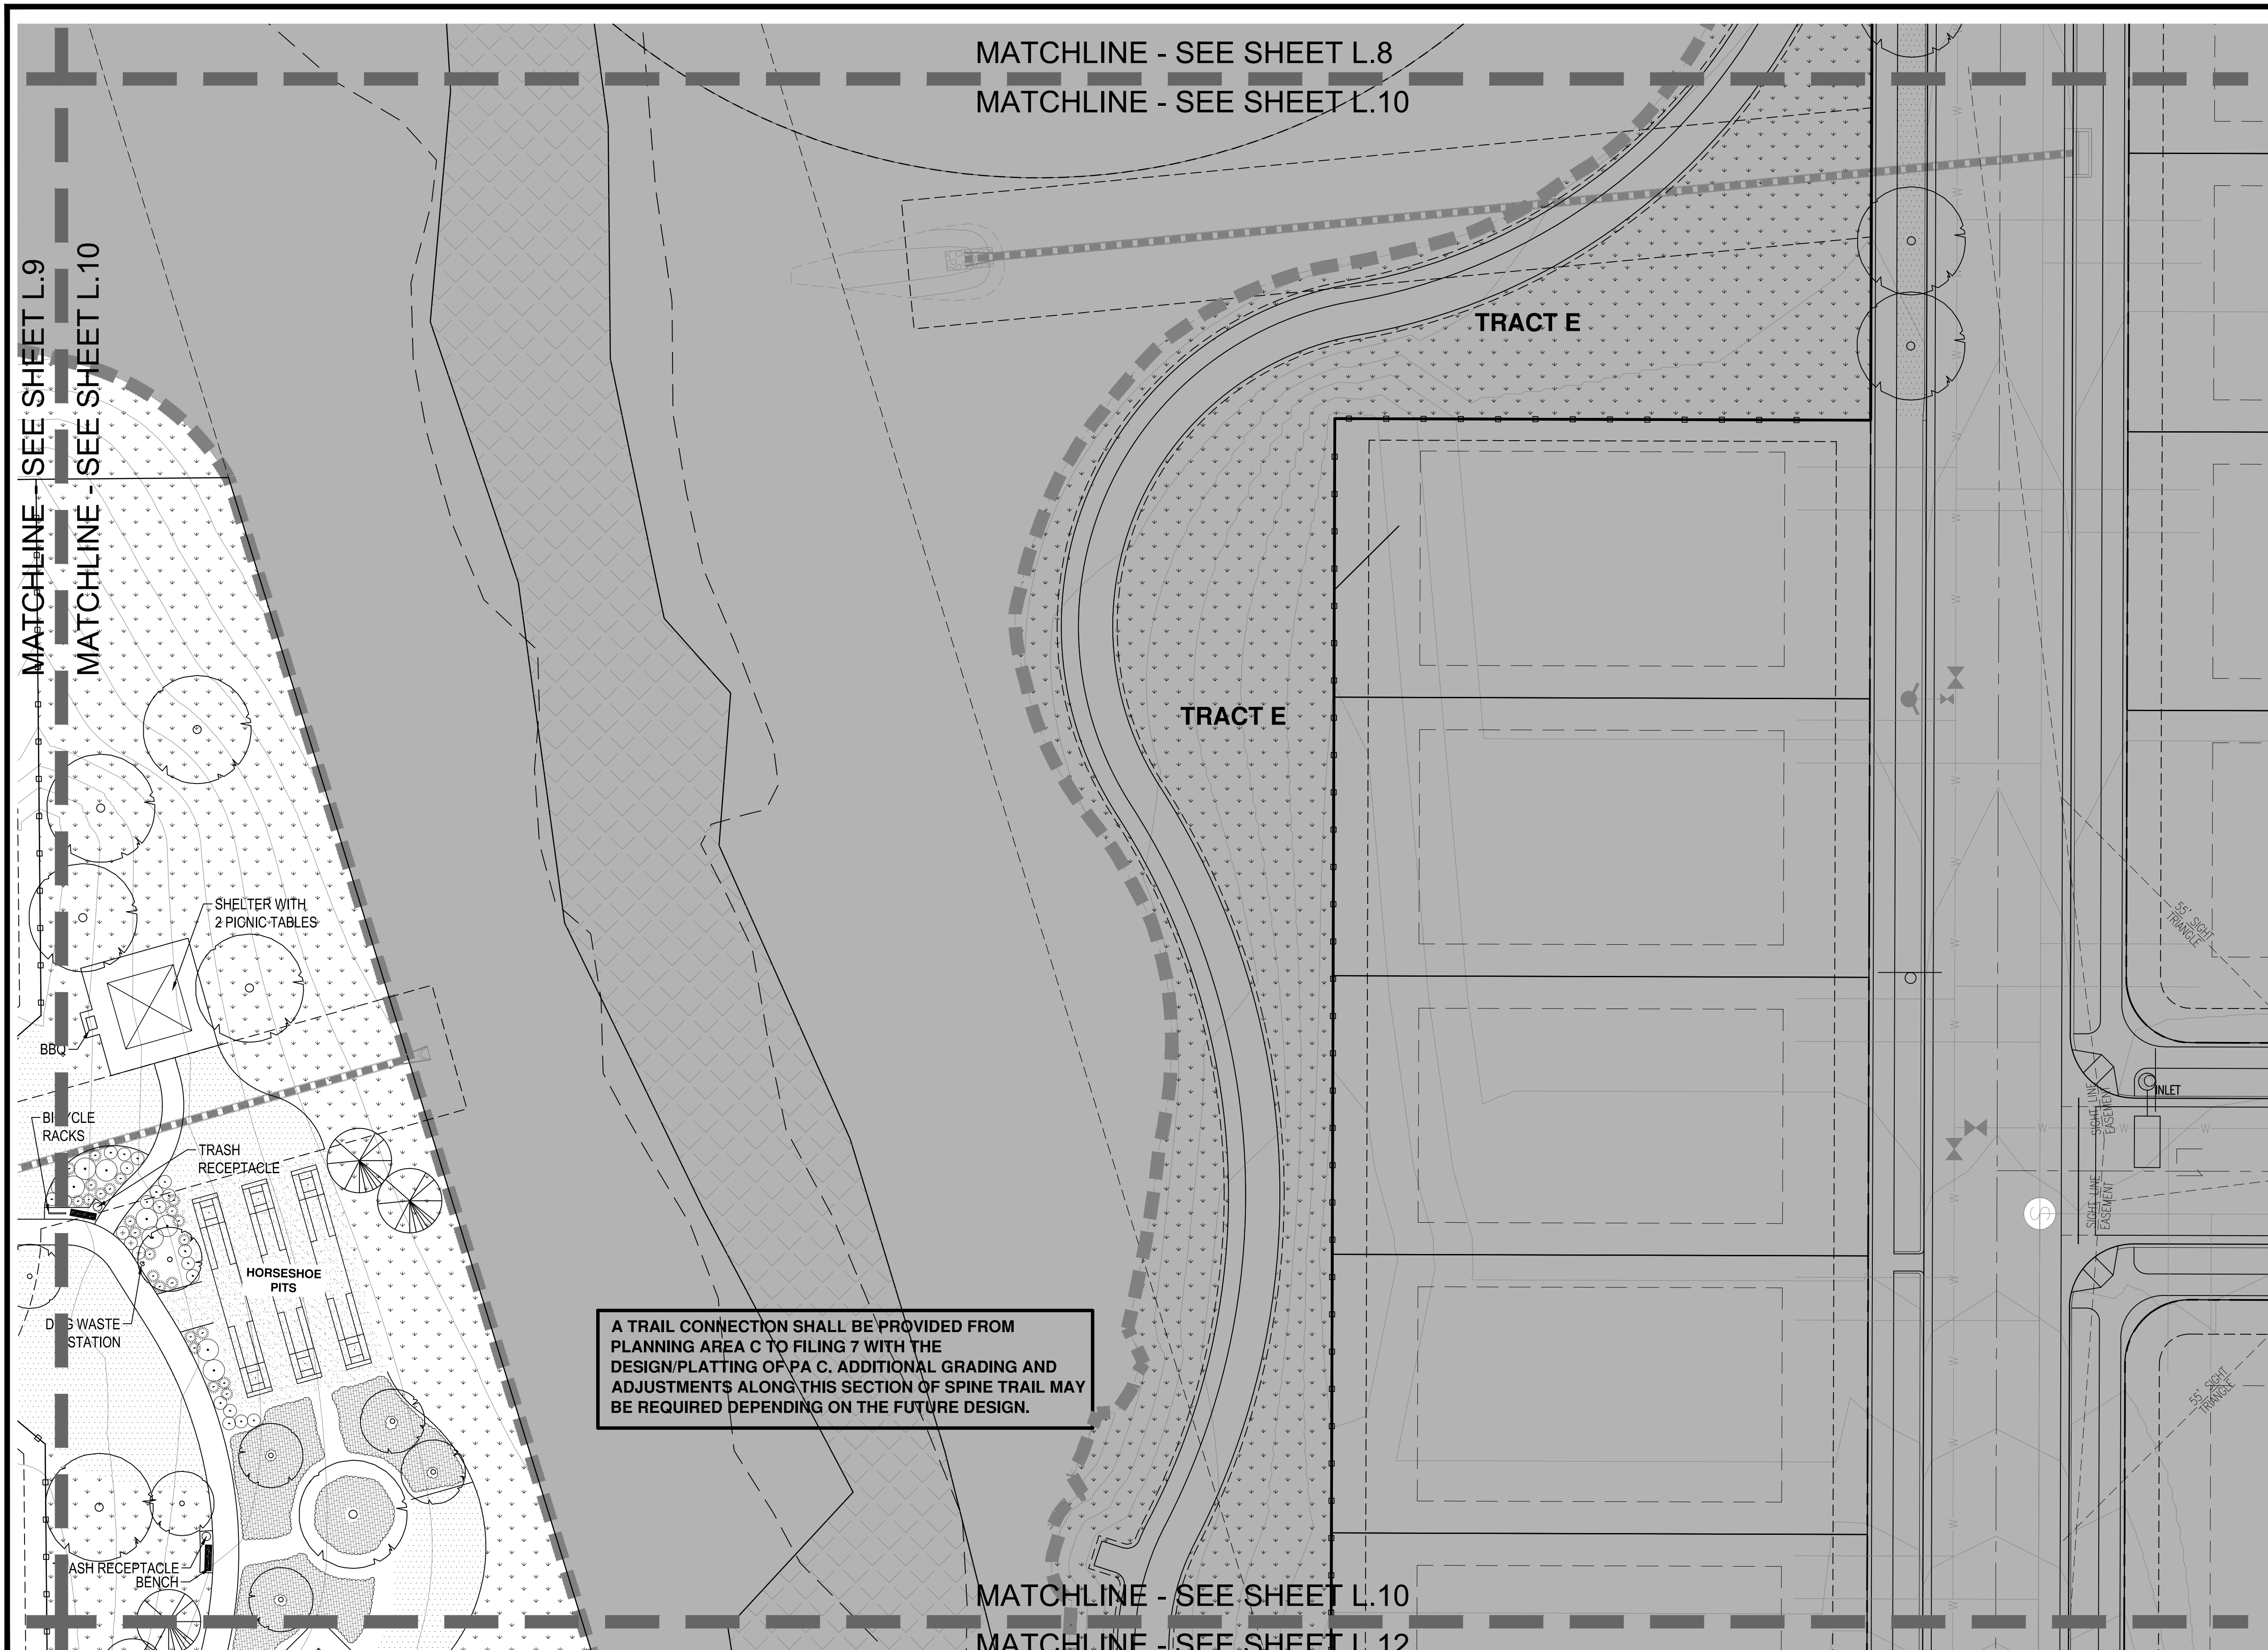 MATCHLINE - SEE SHEET L.8
MATCHLINE - SEE SHEET L.10
MATCHLINE - SEE SHEET L.9
MATCHLINE - SEE SHEET L.10
TRACT E
TRACT E
SHELTER WITH
2 PICNIC TABLES
BBQ
BICYCLE
RACKS
TRASH
RECEPTACLE
HORSESHOE
PITS
DOG WASTE
STATION
A TRAIL CONNECTION SHALL BE PROVIDED FROM
PLANNING AREA C TO FILING 7 WITH THE
DESIGN/PLATTING OF PA C. ADDITIONAL GRADING AND
ADJUSTMENTS ALONG THIS SECTION OF SPINE TRAIL MAY
BE REQUIRED DEPENDING ON THE FUTURE DESIGN.
55' SIGHT
TRIANGLE
INLET
SIGHT LINE
EASEMENT
SIGHT LINE
EASEMENT
S
55' SIGHT
TRIANGLE
W
W
W
W
W
W
W
W
W
W
W
W
W
W
ASH RECEPTACLE
BENCH
MATCHLINE - SEE SHEET L.10
MATCHLINE - SEE SHEET L.12